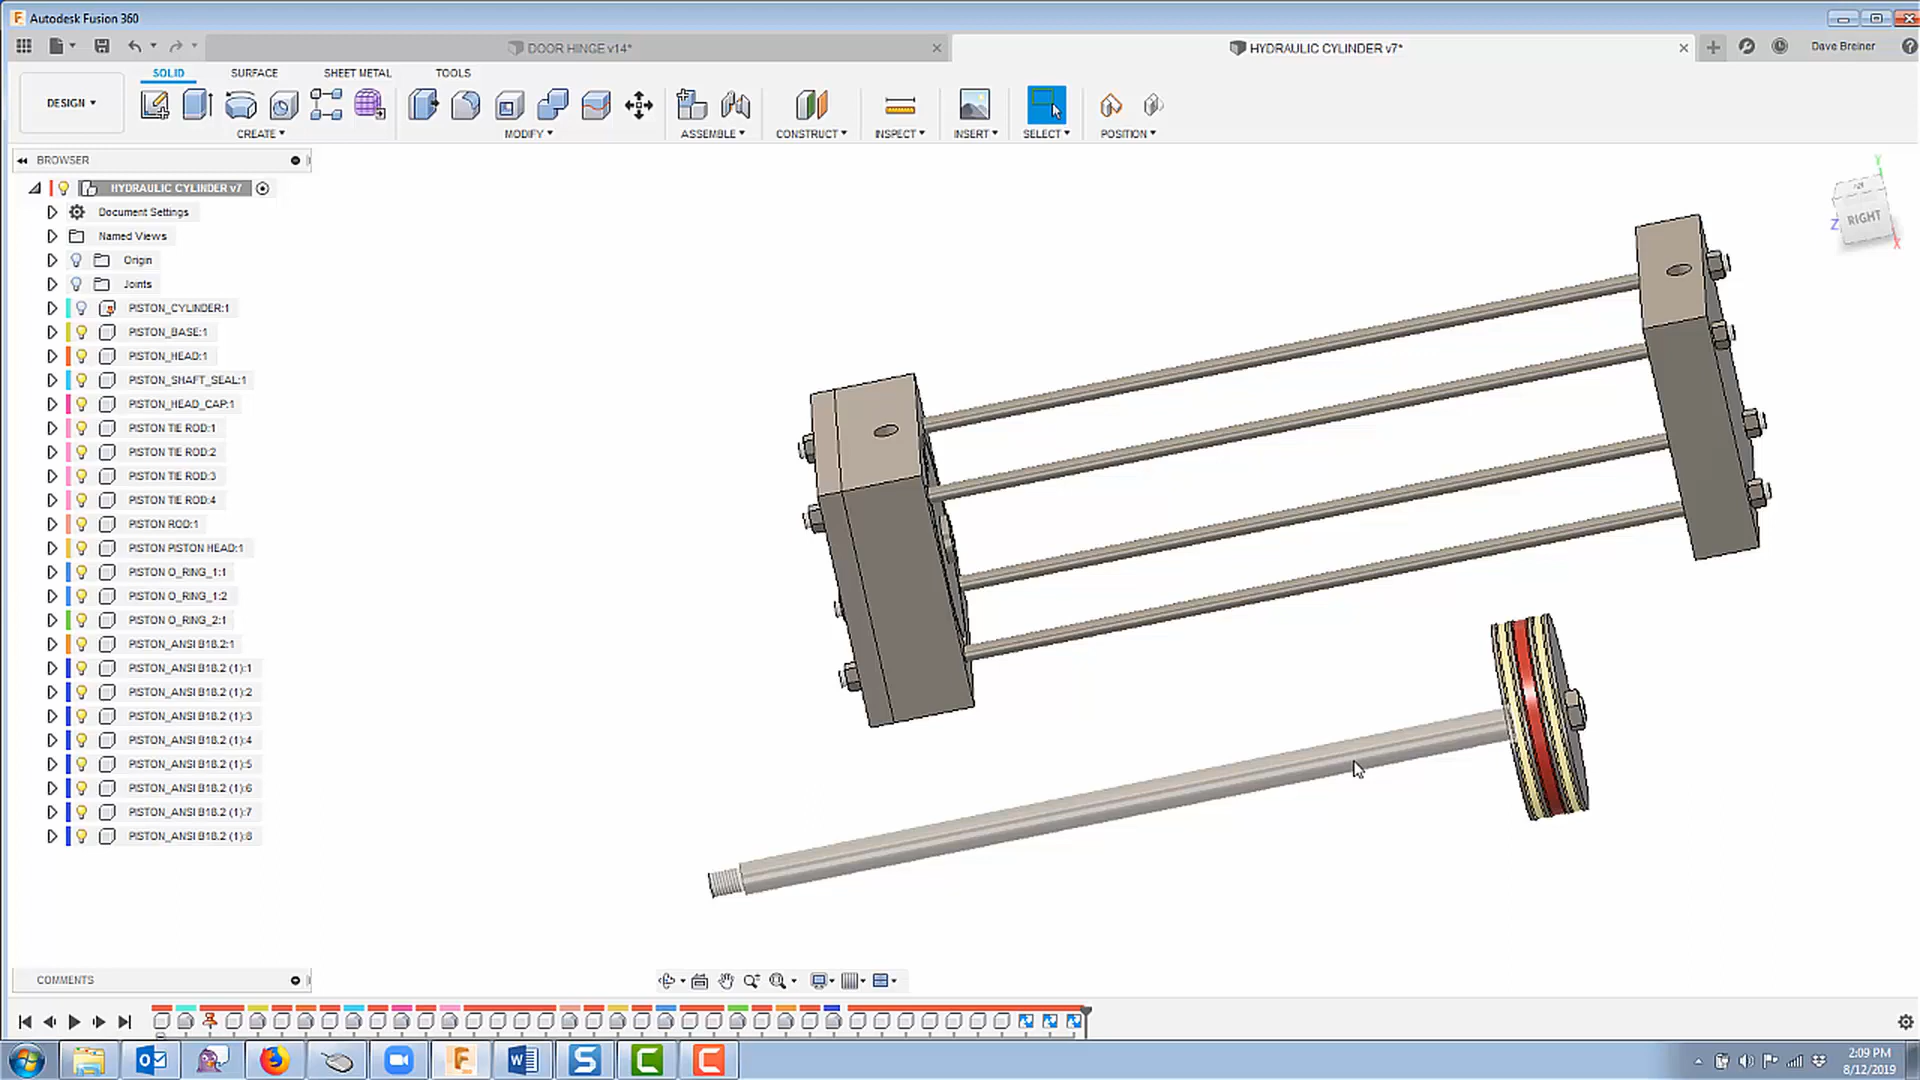 Autodesk Fusion 360
DOOR HINGE v14*
HYDRAULIC CYLINDER v7*
Dave Breiner
DESIGN
SOLID
SURFACE
SHEET METAL
TOOLS
CREATE
MODIFY
ASSEMBLE
CONSTRUCT
INSPECT
INSERT
SELECT
POSITION
BROWSER
HYDRAULIC CYLINDER v7
Document Settings
Named Views
Origin
Joints
PISTON_CYLINDER:1
PISTON_BASE:1
PISTON_HEAD:1
PISTON_SHAFT_SEAL:1
PISTON_HEAD_CAP:1
PISTON TIE ROD:1
PISTON TIE ROD:2
PISTON TIE ROD:3
PISTON TIE ROD:4
PISTON ROD:1
PISTON PISTON HEAD:1
PISTON O_RING_1:1
PISTON O_RING_1:2
PISTON O_RING_2:1
PISTON_ANSI B18.2:1
PISTON_ANSI B18.2 (1):1
PISTON_ANSI B18.2 (1):2
PISTON_ANSI B18.2 (1):3
PISTON_ANSI B18.2 (1):4
PISTON_ANSI B18.2 (1):5
PISTON_ANSI B18.2 (1):6
PISTON_ANSI B18.2 (1):7
PISTON_ANSI B18.2 (1):8
Y
Z
RIGHT
X
COMMENTS
2:09 PM
8/12/2019